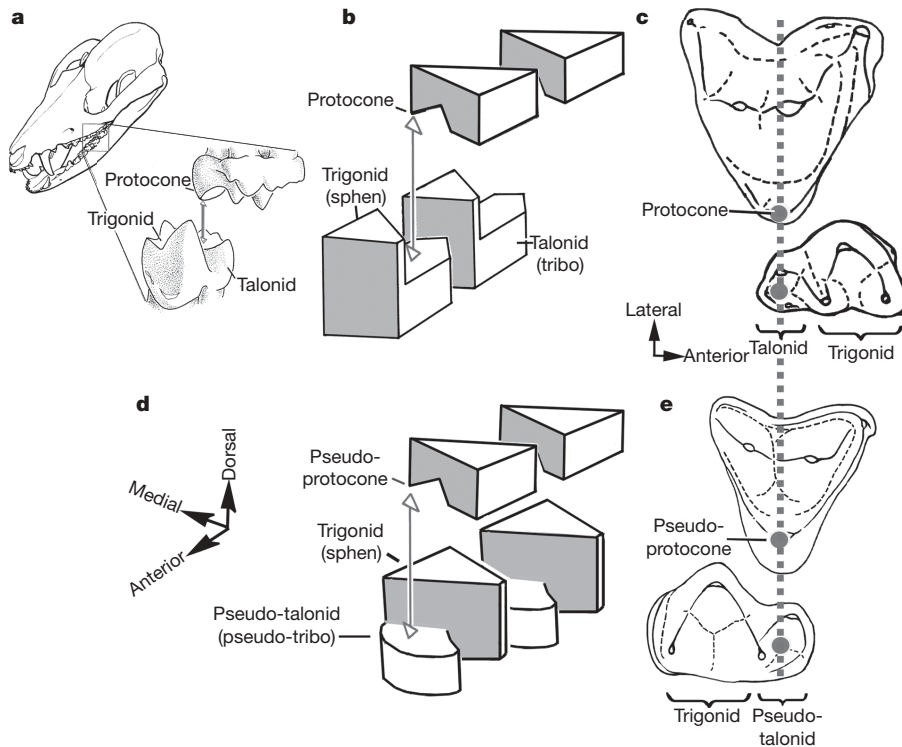 a
Protocone
Trigonid
Talonid
b
Protocone
Trigonid
(sphen)
Talonid
(tribo)
c
Protocone
Lateral
Anterior
Talonid
Trigonid
d
Dorsal
Medial
Anterior
Pseudo-
protocone
Trigonid
(sphen)
Pseudo-talonid
(pseudo-tribo)
e
Pseudo-
protocone
Trigonid
Pseudo-
talonid